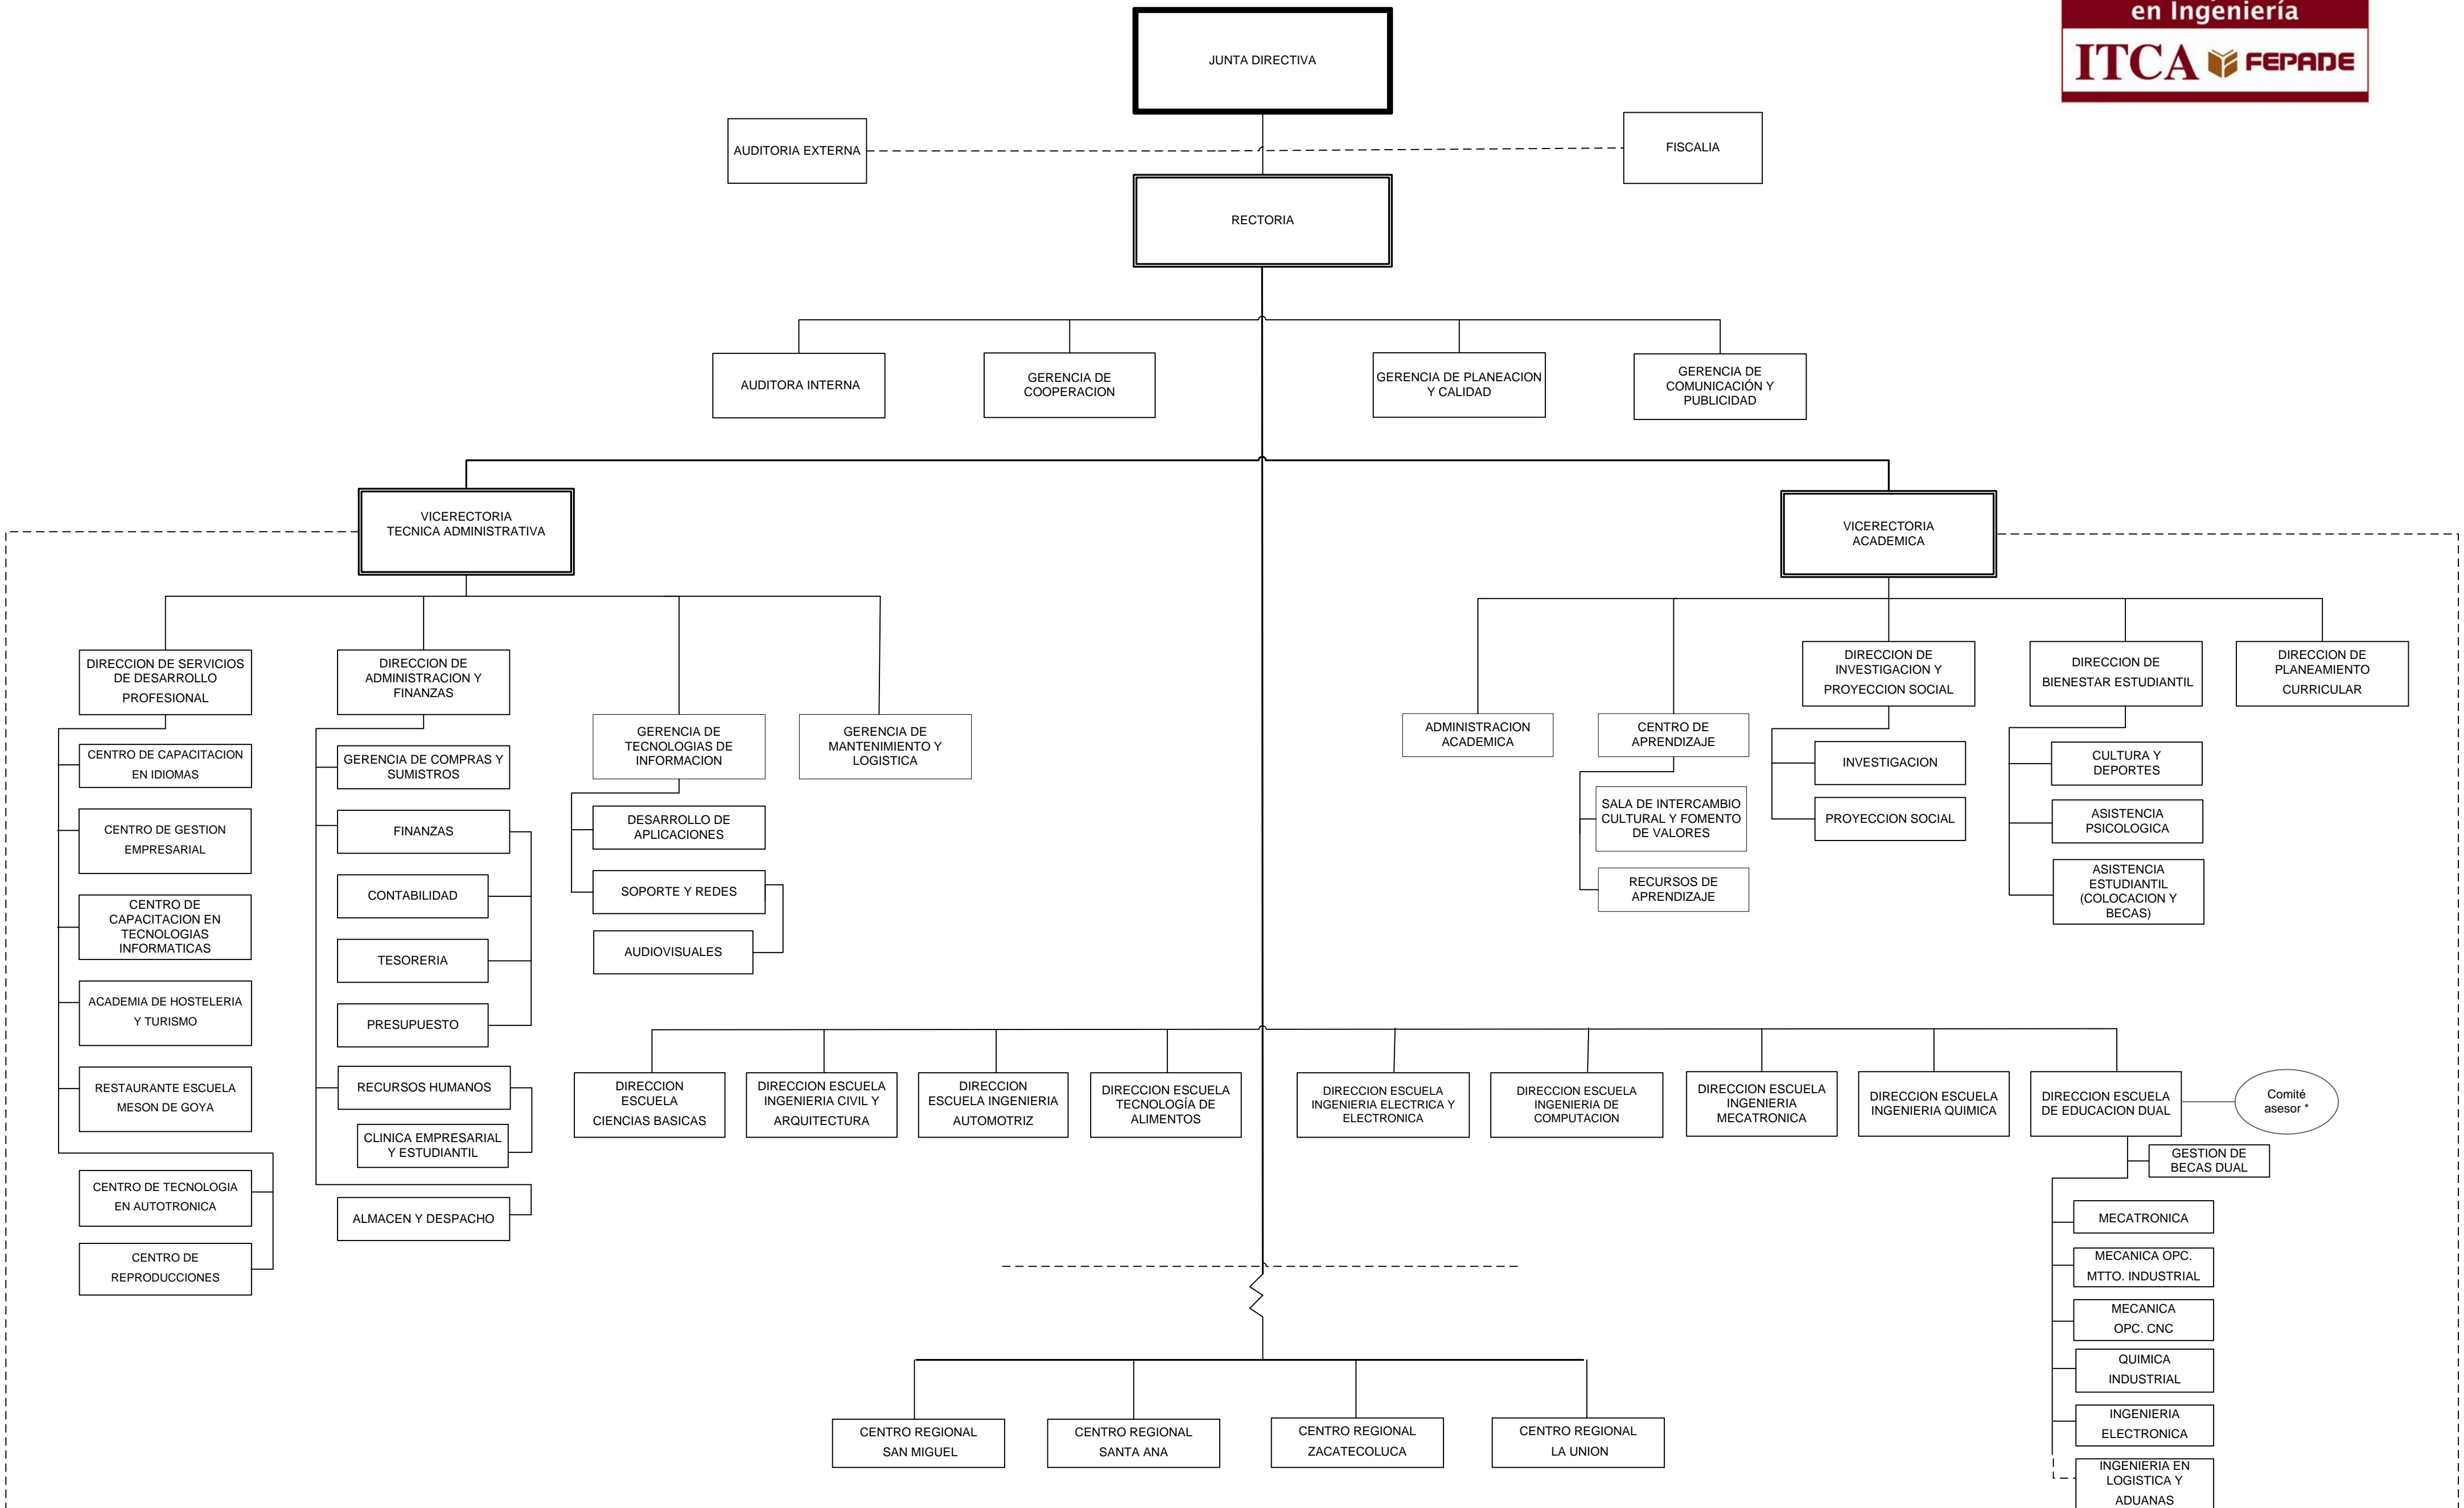 en Ingeniería
ITCA FEPADE
JUNTA DIRECTIVA
AUDITORIA EXTERNA
FISCALIA
RECTORIA
AUDITORA INTERNA
GERENCIA DE
COOPERACION
GERENCIA DE PLANEACION
Y CALIDAD
GERENCIA DE
COMUNICACIÓN Y
PUBLICIDAD
VICERECTORIA
TECNICA ADMINISTRATIVA
VICERECTORIA
ACADEMICA
DIRECCION DE SERVICIOS
DE DESARROLLO
PROFESIONAL
CENTRO DE CAPACITACION
EN IDIOMAS
CENTRO DE GESTION
EMPRESARIAL
CENTRO DE
CAPACITACION EN
TECNOLOGIAS
INFORMATICAS
ACADEMIA DE HOSTELERIA
Y TURISMO
RESTAURANTE ESCUELA
MESON DE GOYA
CENTRO DE TECNOLOGIA
EN AUTOTRONICA
CENTRO DE
REPRODUCCIONES
DIRECCION DE
ADMINISTRACION Y
FINANZAS
GERENCIA DE COMPRAS Y
SUMISTROS
FINANZAS
CONTABILIDAD
TESORERIA
PRESUPUESTO
RECURSOS HUMANOS
CLINICA EMPRESARIAL
Y ESTUDIANTIL
ALMACEN Y DESPACHO
GERENCIA DE
TECNOLOGIAS DE
INFORMACION
DESARROLLO DE
APLICACIONES
SOPORTE Y REDES
AUDIOVISUALES
GERENCIA DE
MANTENIMIENTO Y
LOGISTICA
ADMINISTRACION
ACADEMICA
CENTRO DE
APRENDIZAJE
SALA DE INTERCAMBIO
CULTURAL Y FOMENTO
DE VALORES
RECURSOS DE
APRENDIZAJE
DIRECCION DE
INVESTIGACION Y
PROYECCION SOCIAL
INVESTIGACION
PROYECCION SOCIAL
DIRECCION DE
BIENESTAR ESTUDIANTIL
CULTURA Y
DEPORTES
ASISTENCIA
PSICOLOGICA
ASISTENCIA
ESTUDIANTIL
(COLOCACION Y
BECAS)
DIRECCION DE
PLANEAMIENTO
CURRICULAR
DIRECCION
ESCUELA
CIENCIAS BASICAS
DIRECCION ESCUELA
INGENIERIA CIVIL Y
ARQUITECTURA
DIRECCION
ESCUELA INGENIERIA
AUTOMOTRIZ
DIRECCION ESCUELA
TECNOLOGÍA DE
ALIMENTOS
DIRECCION ESCUELA
INGENIERIA ELECTRICA Y
ELECTRONICA
DIRECCION ESCUELA
INGENIERIA DE
COMPUTACION
DIRECCION ESCUELA
INGENIERIA
MECATRONICA
DIRECCION ESCUELA
INGENIERIA QUIMICA
DIRECCION ESCUELA
DE EDUCACION DUAL
Comité
asesor *
GESTION DE
BECAS DUAL
MECATRONICA
MECANICA OPC.
MTTO. INDUSTRIAL
MECANICA
OPC. CNC
QUIMICA
INDUSTRIAL
INGENIERIA
ELECTRONICA
INGENIERIA EN
LOGISTICA Y
ADUANAS
CENTRO REGIONAL
SAN MIGUEL
CENTRO REGIONAL
SANTA ANA
CENTRO REGIONAL
ZACATECOLUCA
CENTRO REGIONAL
LA UNION